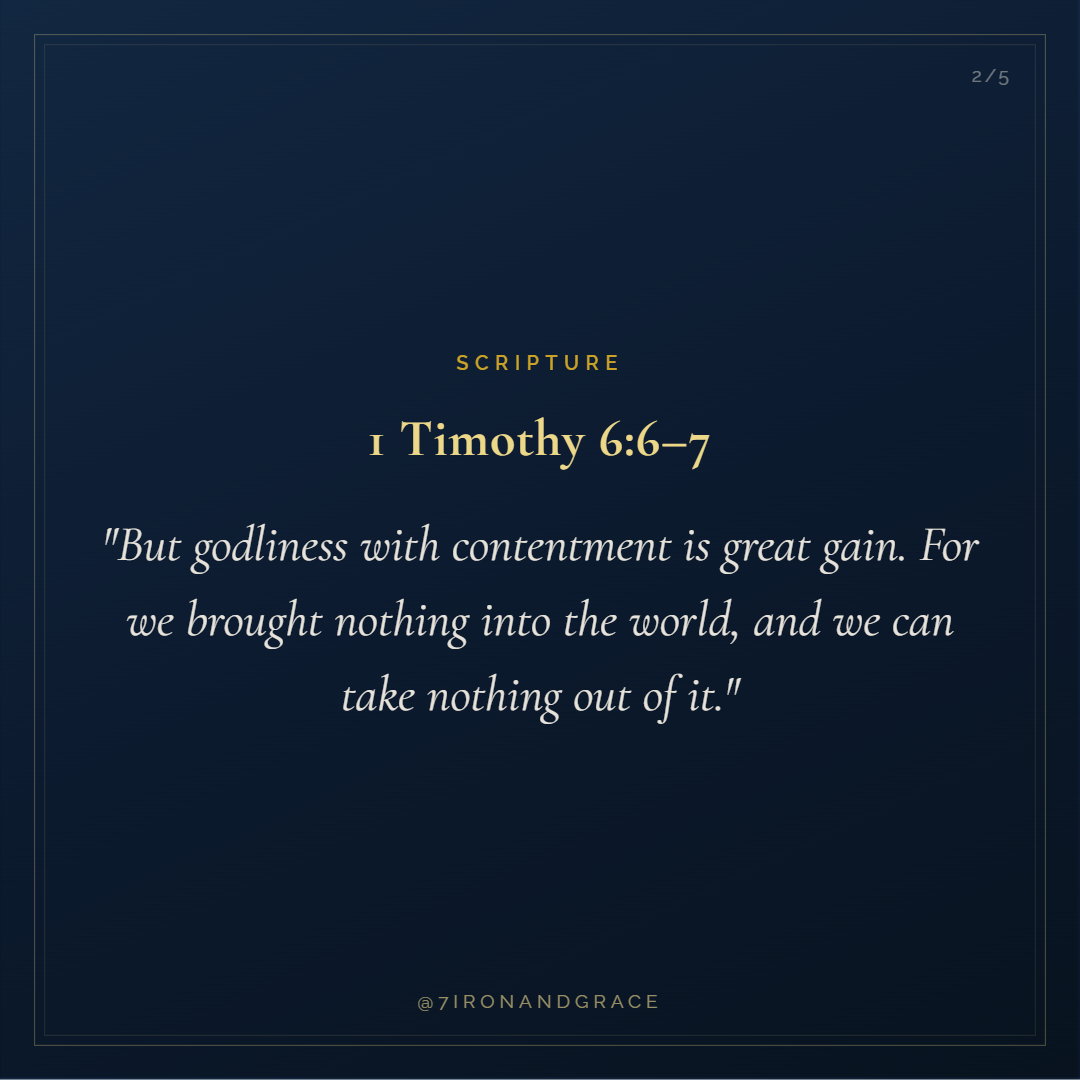 2/5
SCRIPTURE
1 Timothy 6:6–7
"But godliness with contentment is great gain. For
we brought nothing into the world, and we can
take nothing out of it."
@7IRONANDGRACE